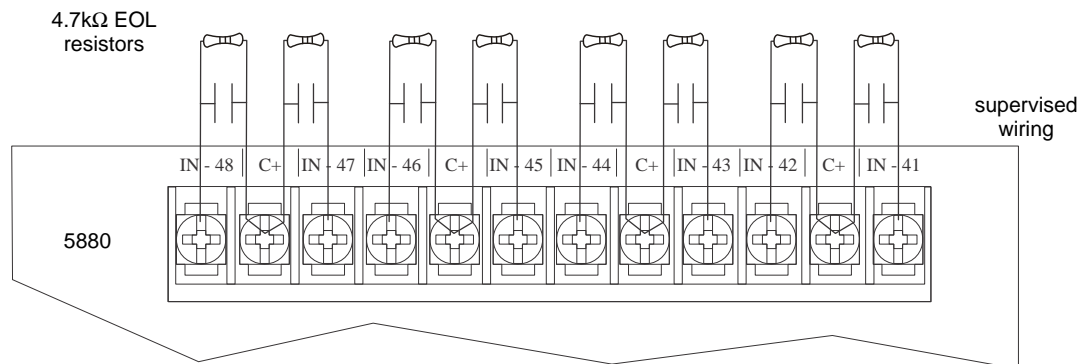 4.7kΩ EOL
resistors
supervised
wiring
IN - 48 C+ IN - 47 IN - 46 C+ IN - 45 IN - 44 C+ IN - 43 IN - 42 C+ IN - 41
5880